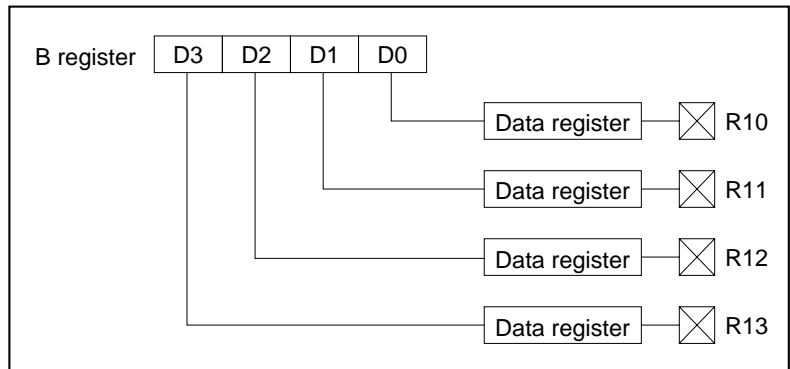 B register D3 D2 D1 D0
Data register R10
Data register R11
Data register R12
Data register R13